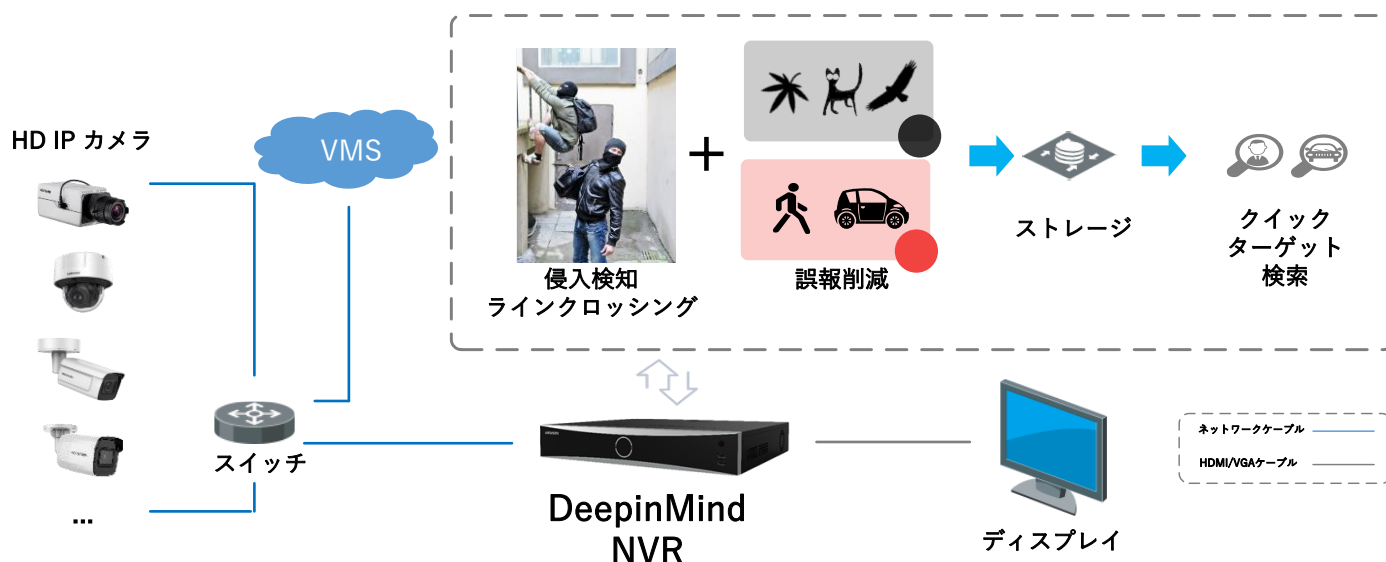 HD IP カメラ
VMS
侵入検知
ラインクロッシング
+
誤報削減
ストレージ
クイック
ターゲット
検索
スイッチ
...
DeepinMind
NVR
ディスプレイ
ネットワークケーブル
HDMI/VGAケーブル